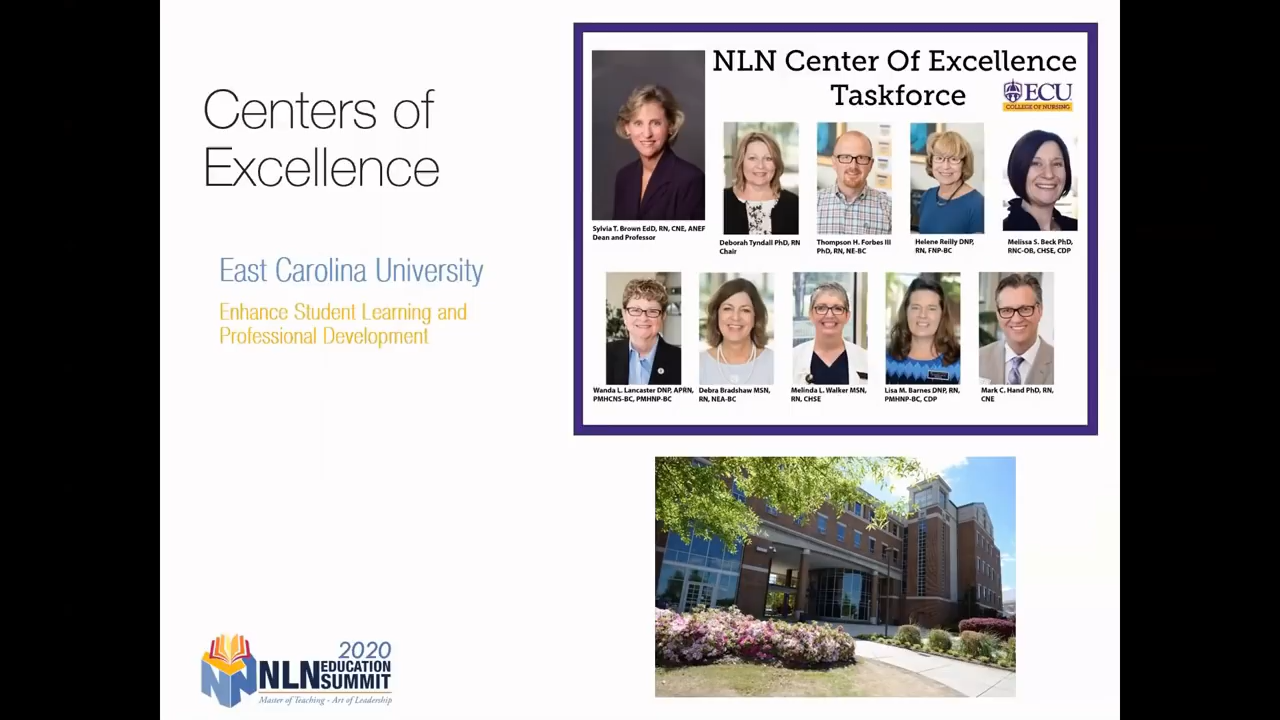 Centers of
Excellence
East Carolina University
Enhance Student Learning and
Professional Development
NLN Center Of Excellence
Taskforce
ECU
COLLEGE OF NURSING
Sylvia T. Brown EdD, RN, CNE, ANEF
Dean and Professor
Deborah Tyndall PhD, RN
Chair
Thompson H. Forbes III
PhD, RN, NE-BC
Helene Reilly DNP,
RN, FNP-BC
Melissa S. Beck PhD,
RNC-OB, CHSE, CDP
Wanda L. Lancaster DNP, APRN,
PMHCNS-BC, PMHNP-BC
Debra Bradshaw MSN,
RN, NEA-BC
Melinda L. Walker MSN,
RN, CHSE
Lisa M. Barnes DNP, RN,
PMHNP-BC, CDP
Mark C. Hand PhD, RN,
CNE
2020
NLN EDUCATION
SUMMIT
Master of Teaching - Art of Leadership